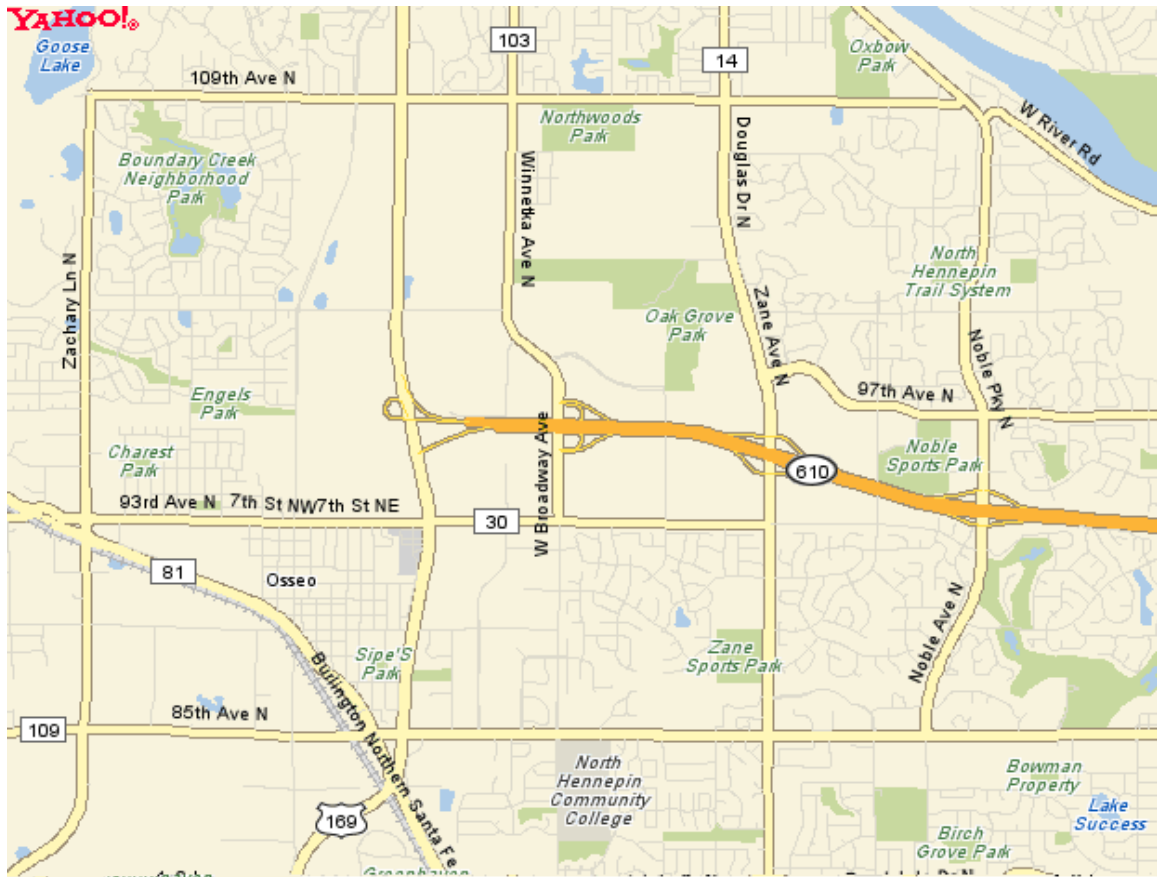 YAHOO!®
Goose
Lake
103
14
Oxbow
Park
109th Ave N
Northwoods
Park
W River Rd
Boundary Creek
Neighborhood
Park
Winnetka Ave N
Douglas Dr N
Zachary Ln N
North
Hennepin
Trail System
Oak Grove
Park
Zane Ave N
Noble Pky N
Engels
Park
97th Ave N
W Broadway Ave
Charest
Park
Noble
Sports Park
610
93rd Ave N
7th St NW
7th St NE
30
81
Osseo
Noble Ave N
Sipe'S
Park
Zane
Sports Park
Burlington Northern Santa Fe
85th Ave N
109
North
Hennepin
Community
College
Bowman
Property
Lake
Success
169
Birch
Grove Park